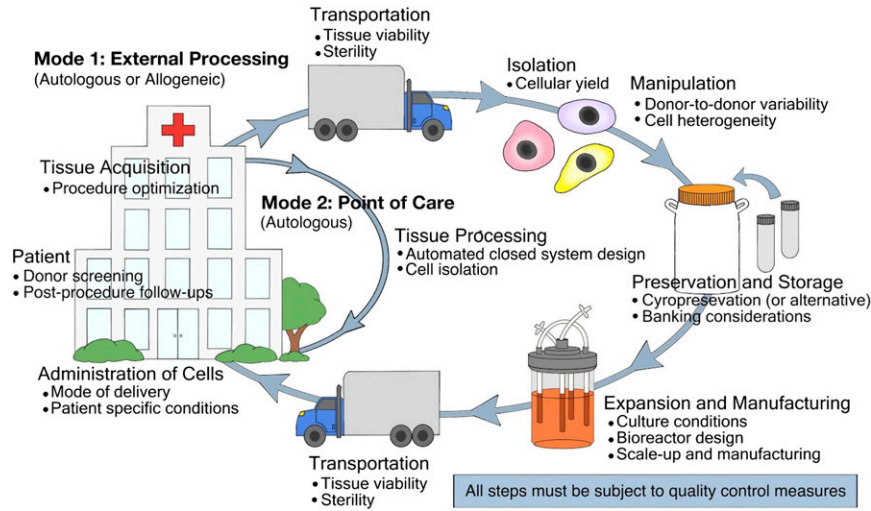 Transportation
• Tissue viability
• Sterility
Mode 1: External Processing
(Autologous or Allogeneic)
Isolation
• Cellular yield
Manipulation
• Donor-to-donor variability
• Cell heterogeneity
Tissue Acquisition
• Procedure optimization
Mode 2: Point of Care
(Autologous)
Tissue Processing
• Automated closed system design
• Cell isolation
Patient
• Donor screening
• Post-procedure follow-ups
Preservation and Storage
• Cyropresevation (or alternative)
• Banking considerations
Administration of Cells
• Mode of delivery
• Patient specific conditions
Expansion and Manufacturing
• Culture conditions
• Bioreactor design
• Scale-up and manufacturing
Transportation
• Tissue viability
• Sterility
All steps must be subject to quality control measures